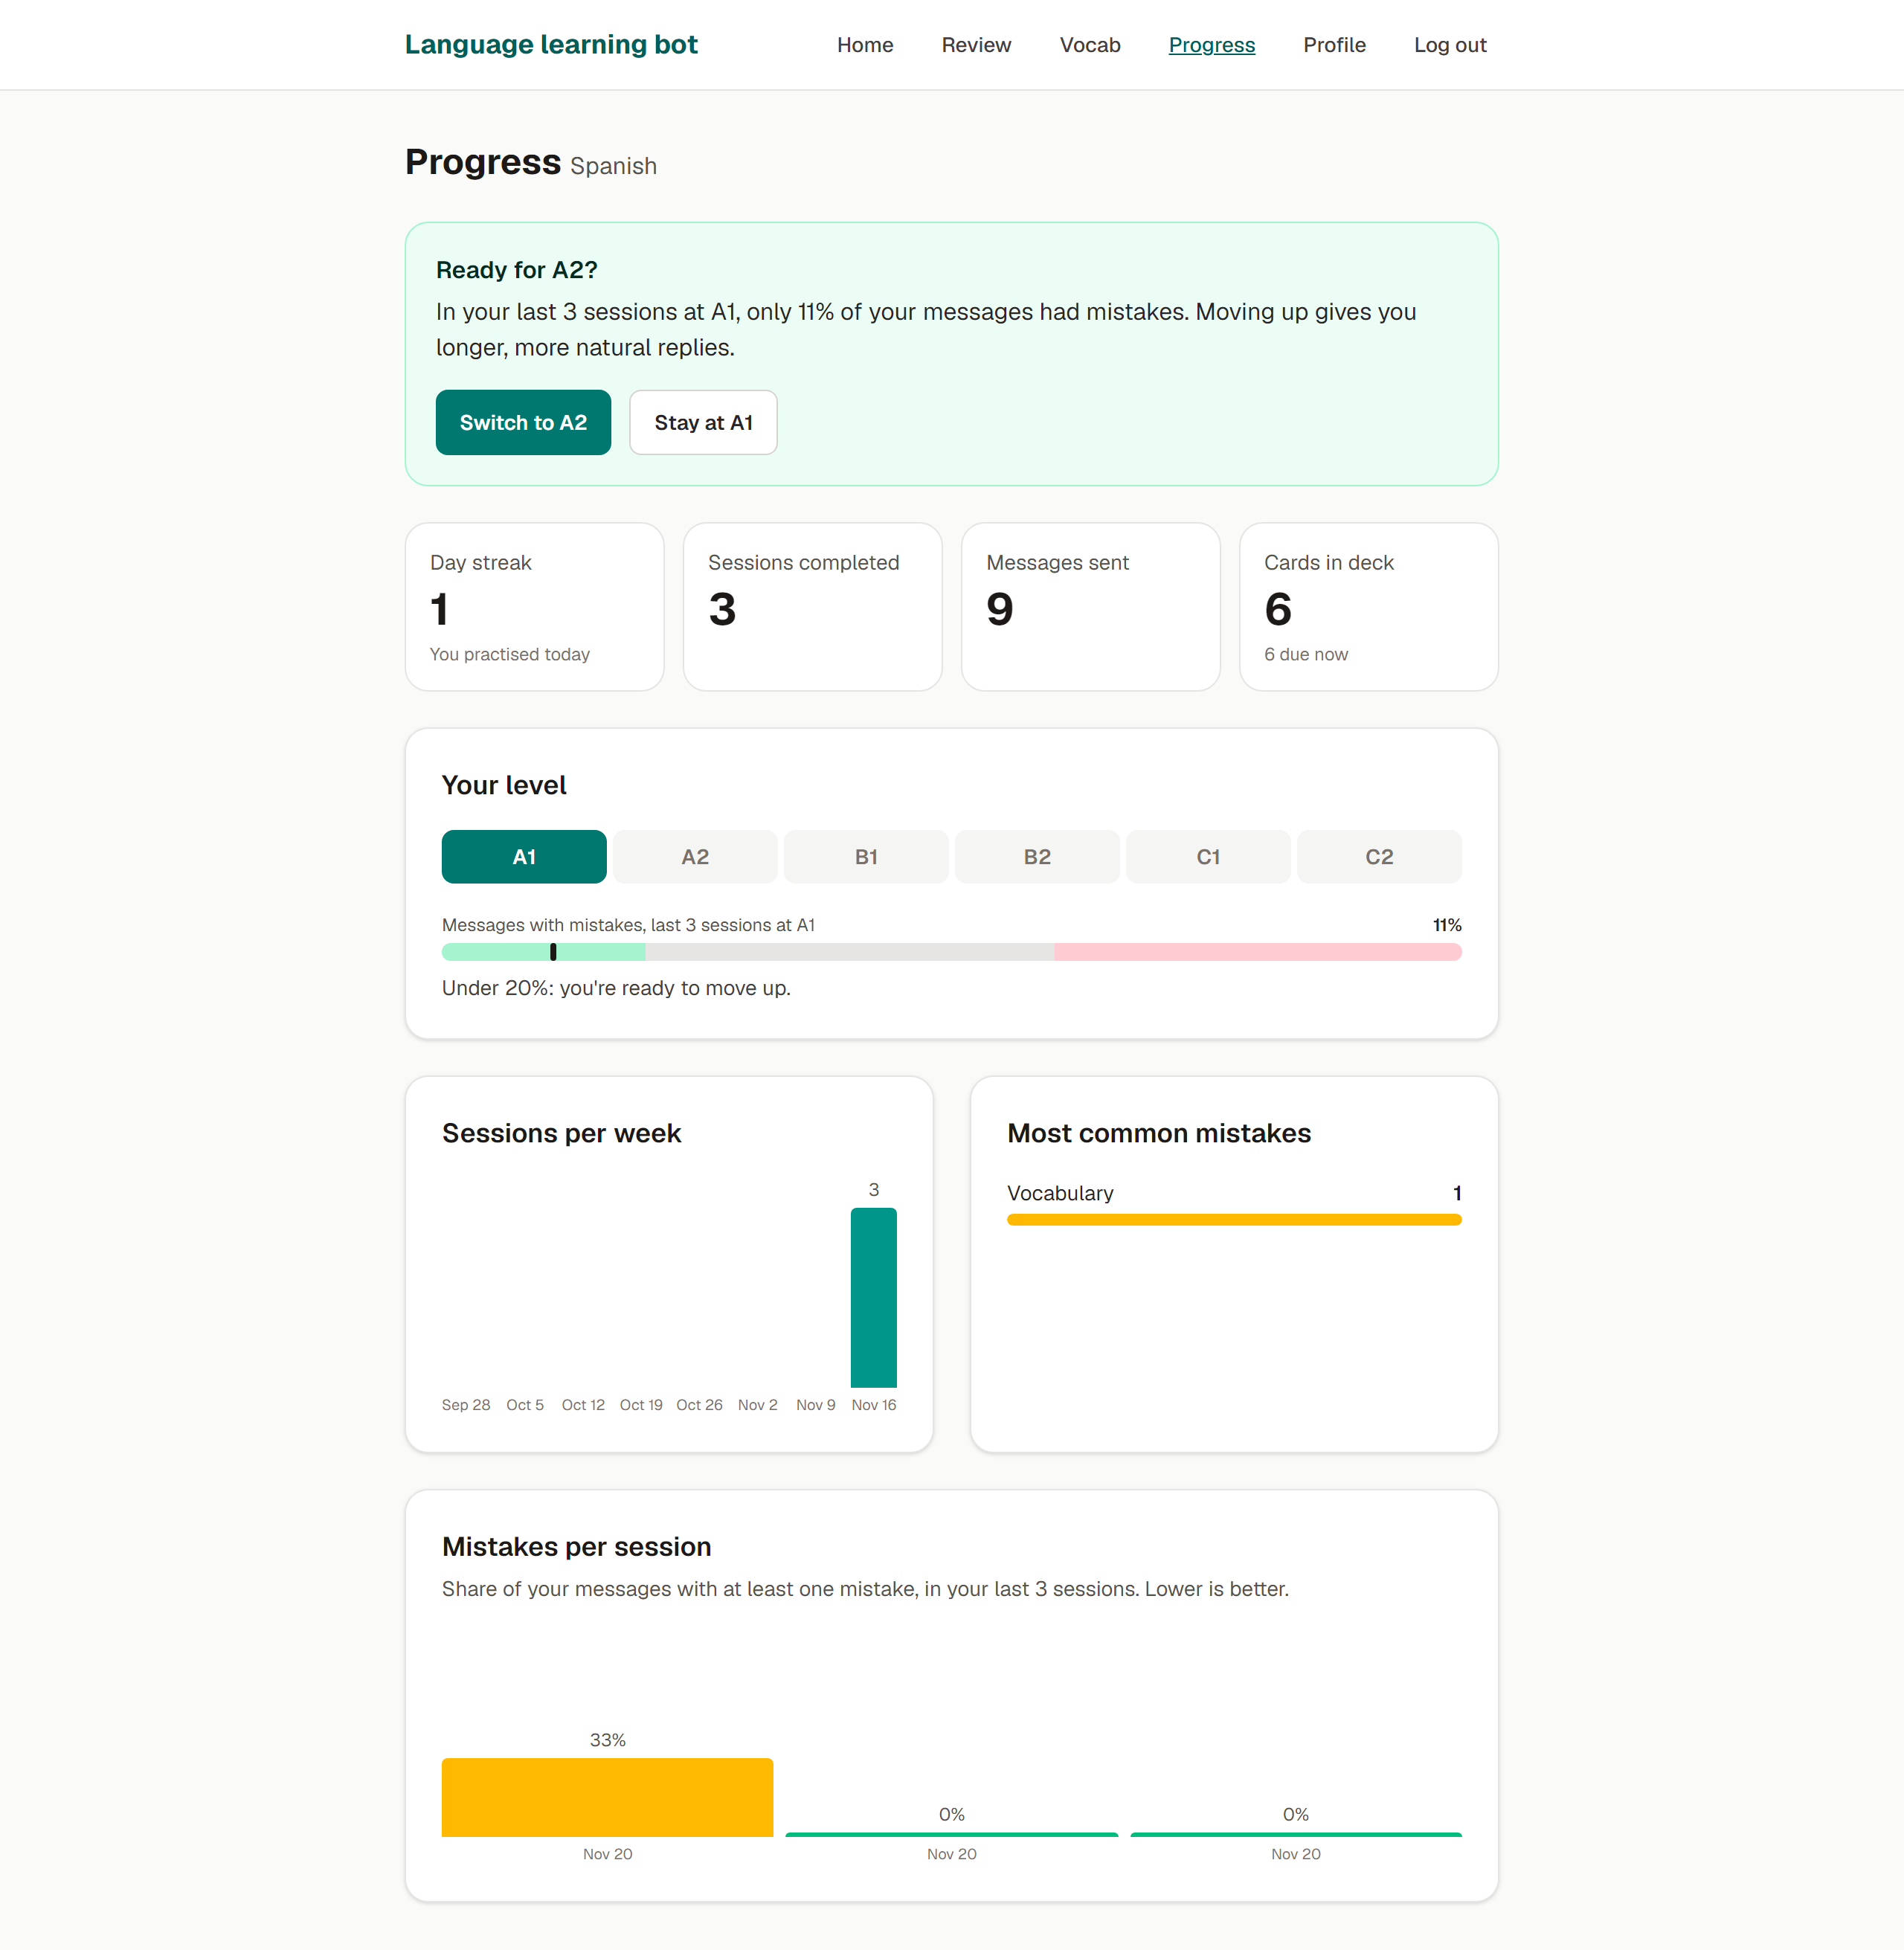 Language learning bot
Home Review Vocab Progress Profile Log out
Progress Spanish
Ready for A2?
In your last 3 sessions at A1, only 11% of your messages had mistakes. Moving up gives you
longer, more natural replies.
Switch to A2 Stay at A1
Day streak
1
You practised today
Sessions completed
3
Messages sent
9
Cards in deck
6
6 due now
Your level
A1 A2 B1 B2 C1 C2
Messages with mistakes, last 3 sessions at A1 11%
Under 20%: you're ready to move up.
Sessions per week
3
Sep 28 Oct 5 Oct 12 Oct 19 Oct 26 Nov 2 Nov 9 Nov 16
Most common mistakes
Vocabulary 1
Mistakes per session
Share of your messages with at least one mistake, in your last 3 sessions. Lower is better.
33% 0% 0%
Nov 20 Nov 20 Nov 20